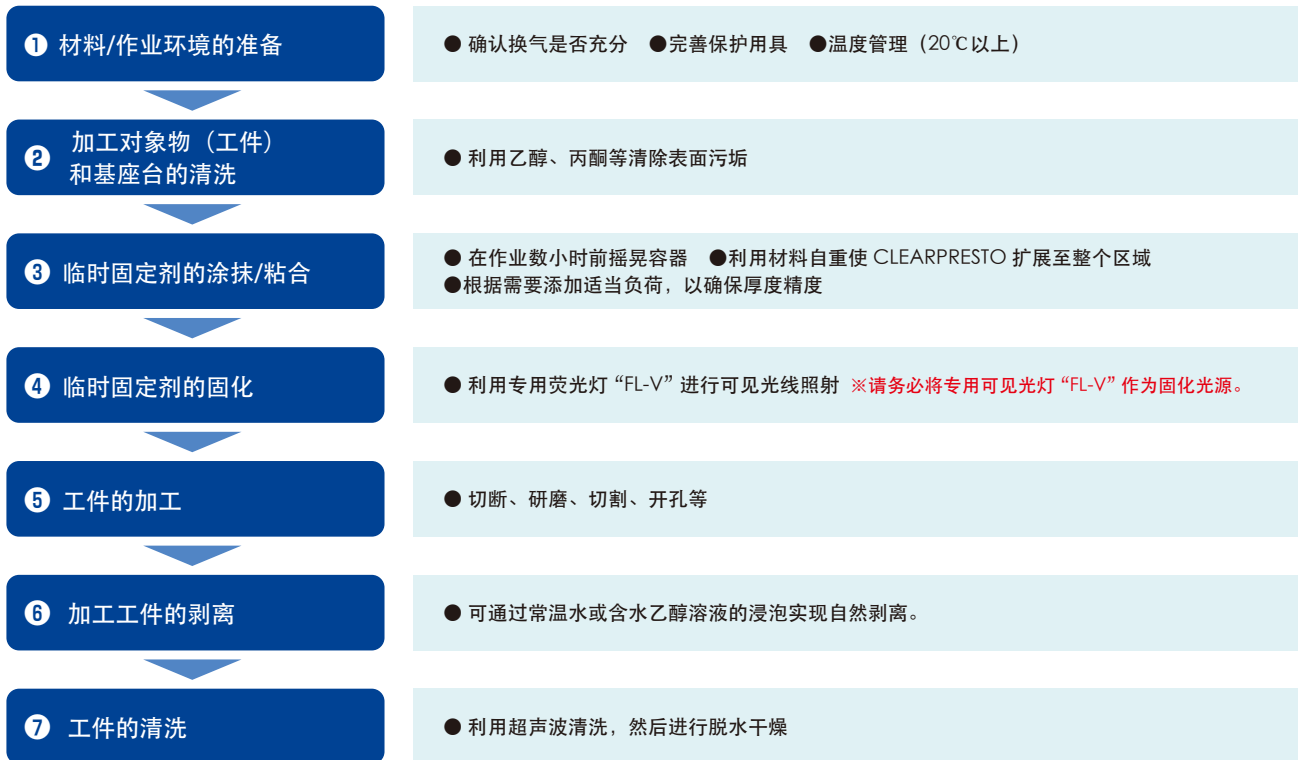 ❶ 材料/作业环境的准备
● 确认换气是否充分 ●完善保护用具 ●温度管理（20℃以上）
❷ 加工对象物（工件）
和基座台的清洗
● 利用乙醇、丙酮等清除表面污垢
❸ 临时固定剂的涂抹/粘合
● 在作业数小时前摇晃容器 ●利用材料自重使 CLEARPRESTO 扩展至整个区域
●根据需要添加适当负荷，以确保厚度精度
❹ 临时固定剂的固化
● 利用专用荧光灯 “FL-V” 进行可见光线照射 ※请务必将专用可见光灯 “FL-V” 作为固化光源。
❺ 工件的加工
● 切断、研磨、切割、开孔等
❻ 加工工件的剥离
● 可通过常温水或含水乙醇溶液的浸泡实现自然剥离。
❼ 工件的清洗
● 利用超声波清洗，然后进行脱水干燥